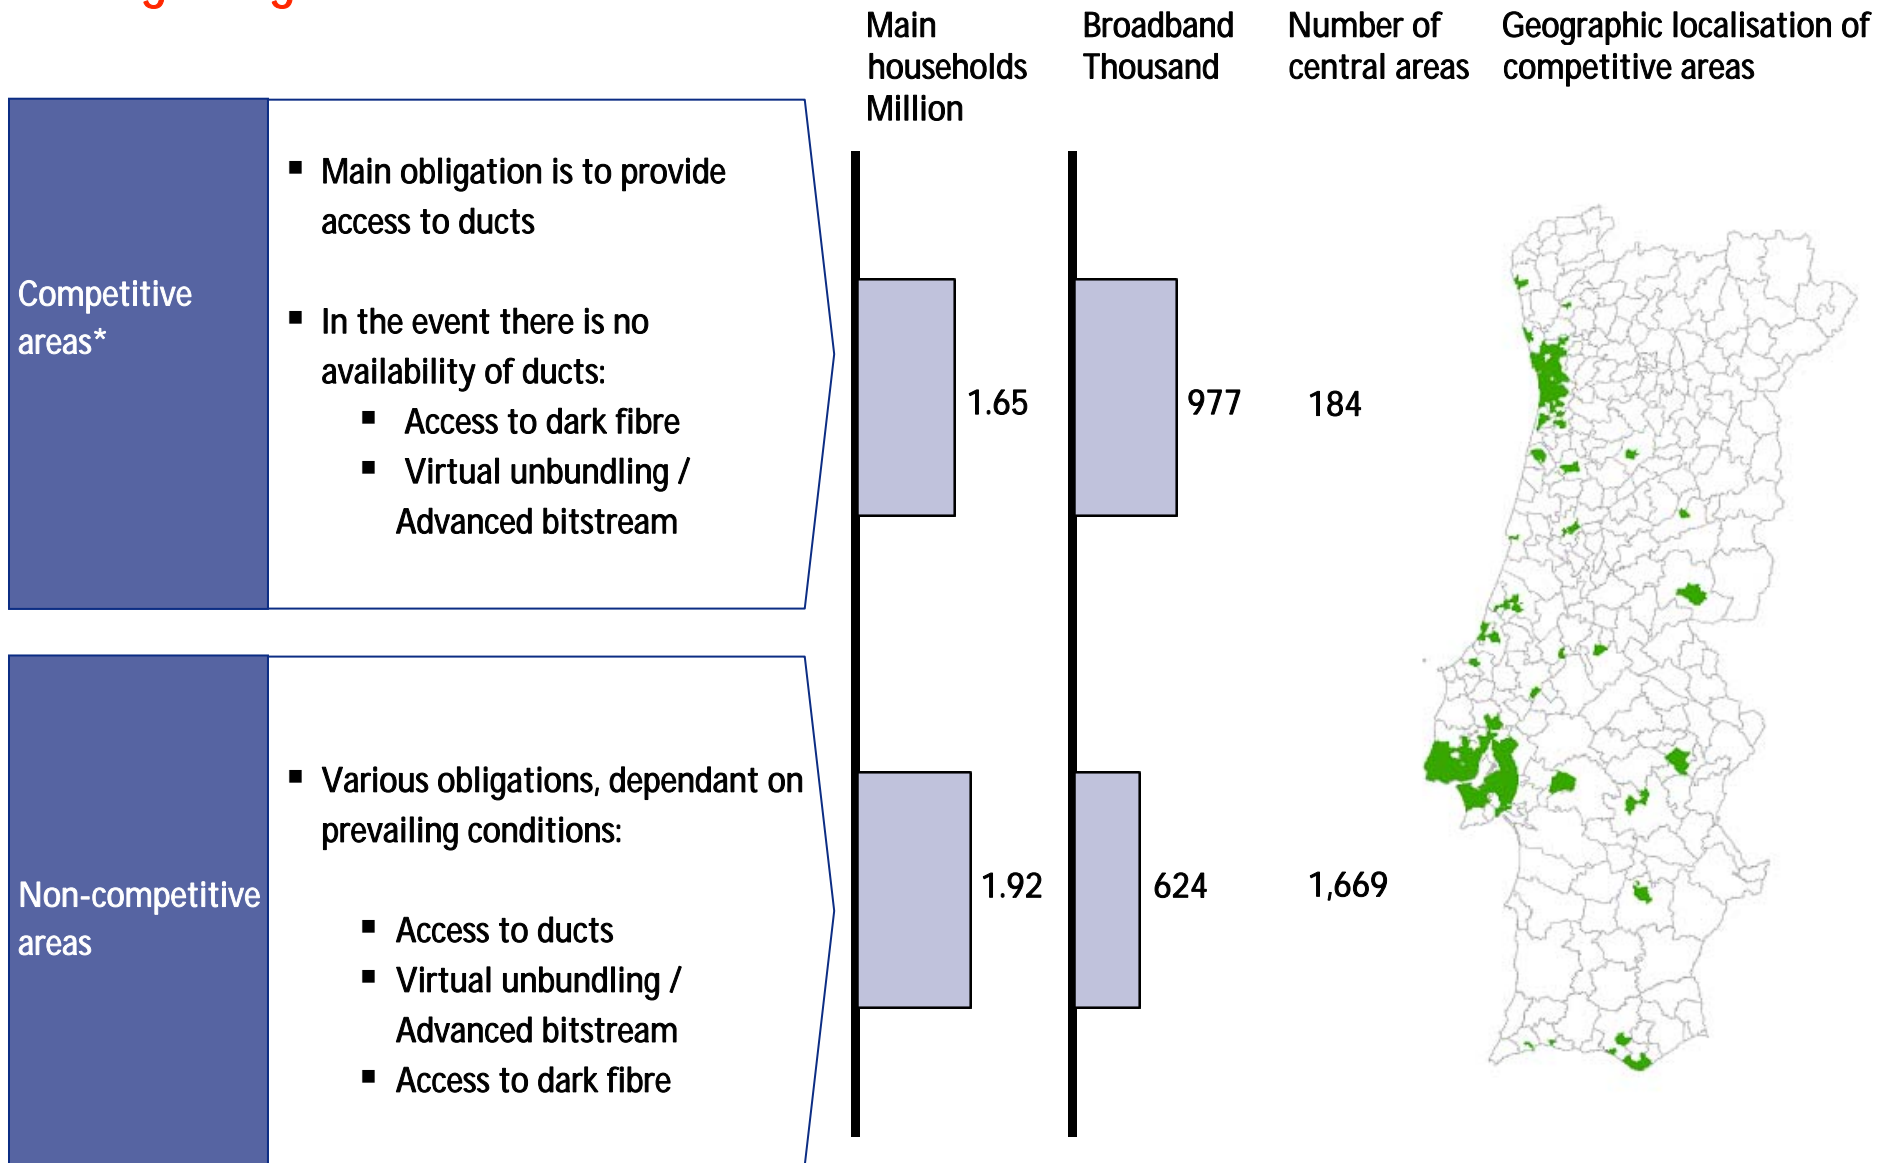 Main
households
Million
Broadband
Thousand
Number of
central areas
Geographic localisation of
competitive areas
Competitive
areas*
▪ Main obligation is to provide
access to ducts
▪ In the event there is no
availability of ducts:
▪ Access to dark fibre
▪ Virtual unbundling /
Advanced bitstream
1.65
977
184
Non-competitive
areas
▪ Various obligations, dependant on
prevailing conditions:
▪ Access to ducts
▪ Virtual unbundling /
Advanced bitstream
▪ Access to dark fibre
1.92
624
1,669